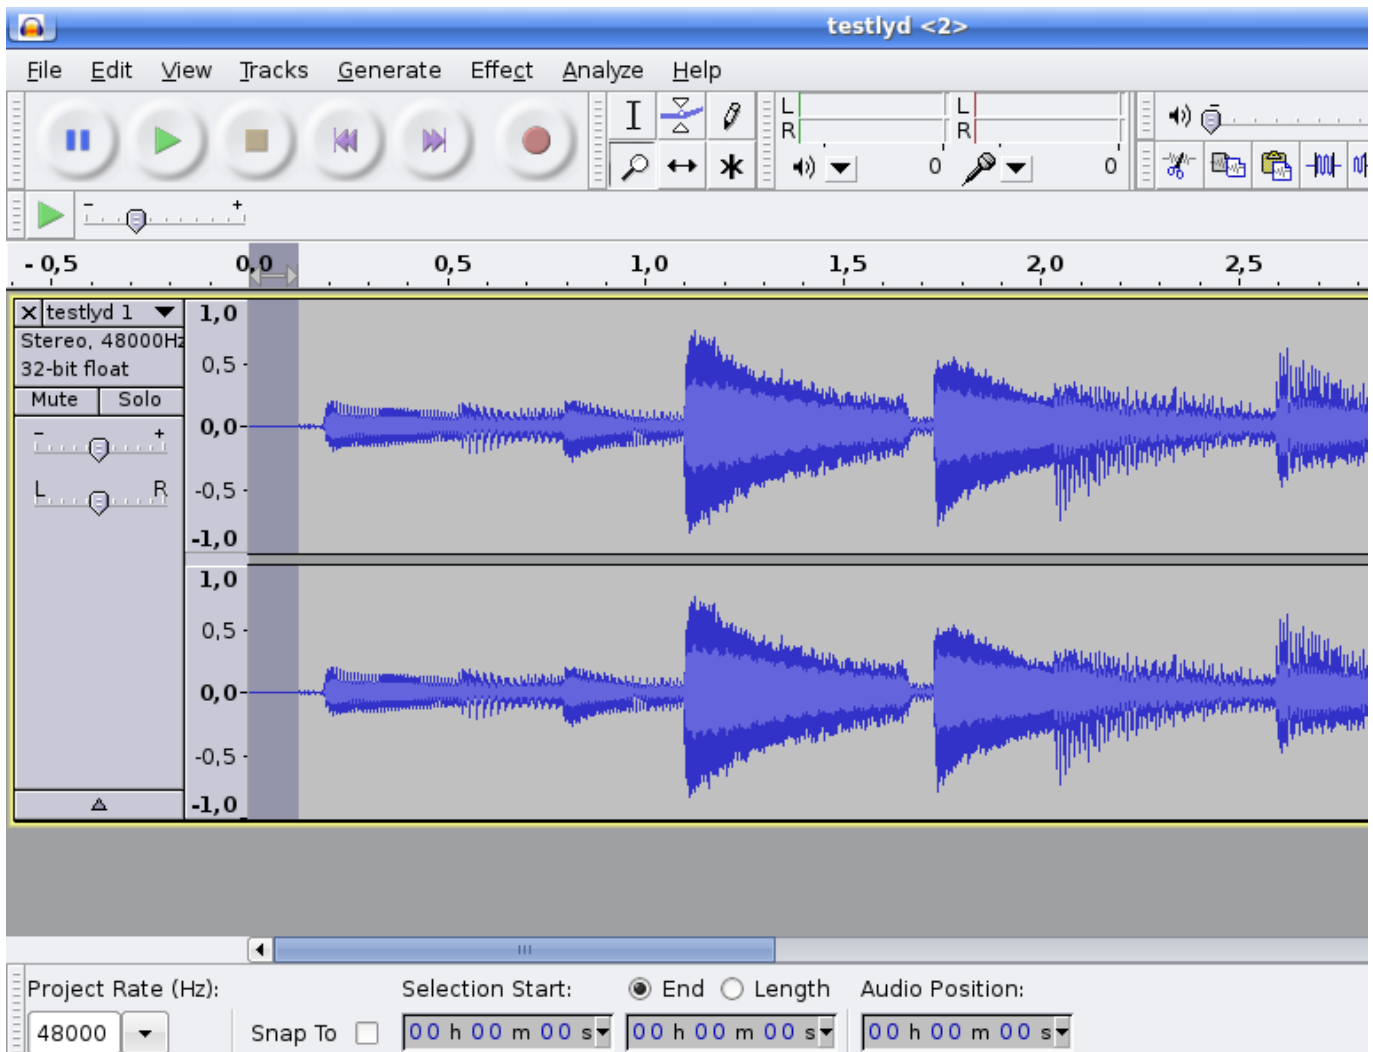 testlyd <2>
File Edit View Tracks Generate Effect Analyze Help
L L
R R
0 0
- +
- 0,5 0,0 0,5 1,0 1,5 2,0 2,5
testlyd 1 1,0
Stereo, 48000Hz
32-bit float 0,5
Mute Solo
- + 0,0
L R -0,5
-1,0
1,0
0,5
0,0
-0,5
-1,0
Project Rate (Hz): Selection Start: End Length Audio Position:
48000 Snap To 00 h 00 m 00 s 00 h 00 m 00 s 00 h 00 m 00 s